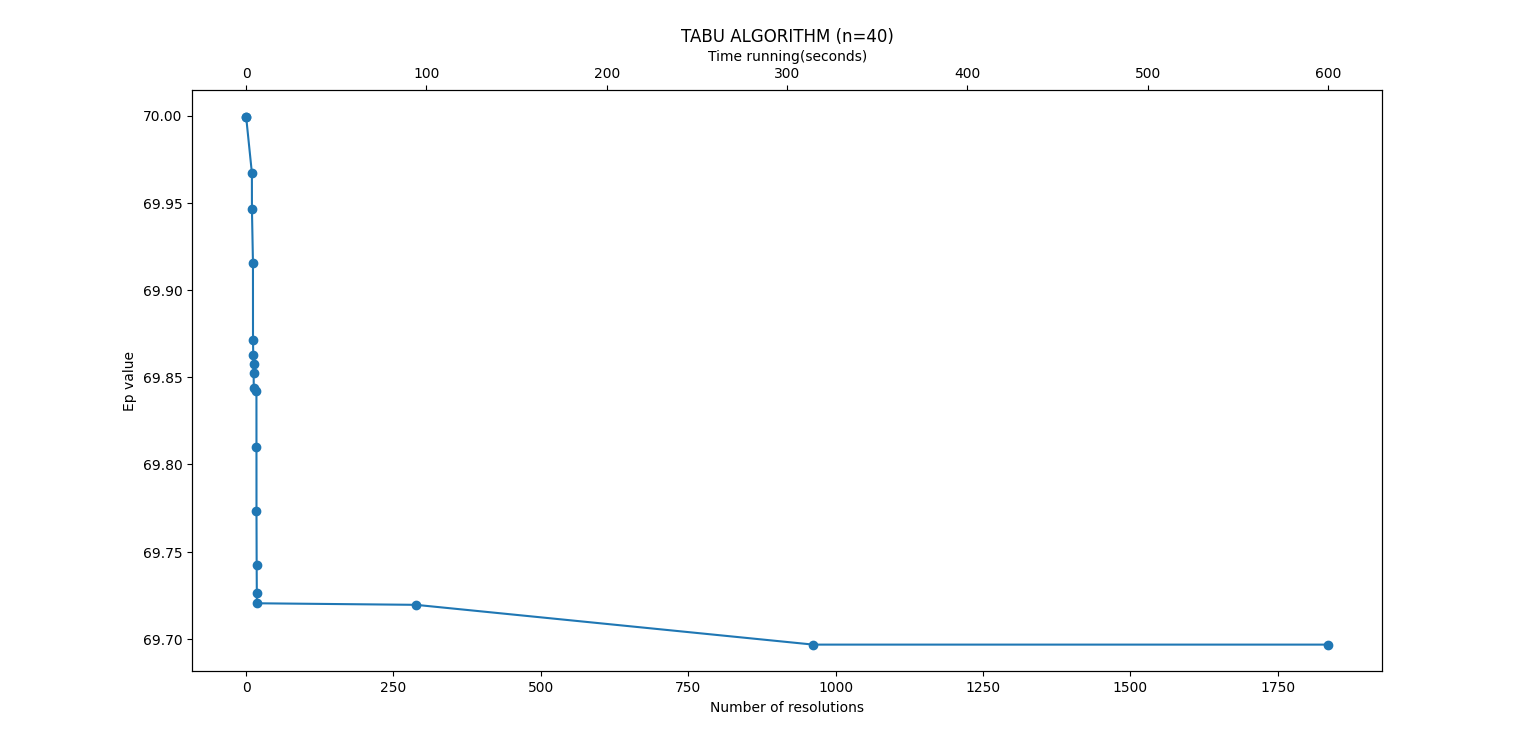 TABU ALGORITHM (n=40)
Time running(seconds)
0 100 200 300 400 500 600
70.00
69.95
69.90
69.85
69.80
69.75
69.70
Ep value
0 250 500 750 1000 1250 1500 1750
Number of resolutions